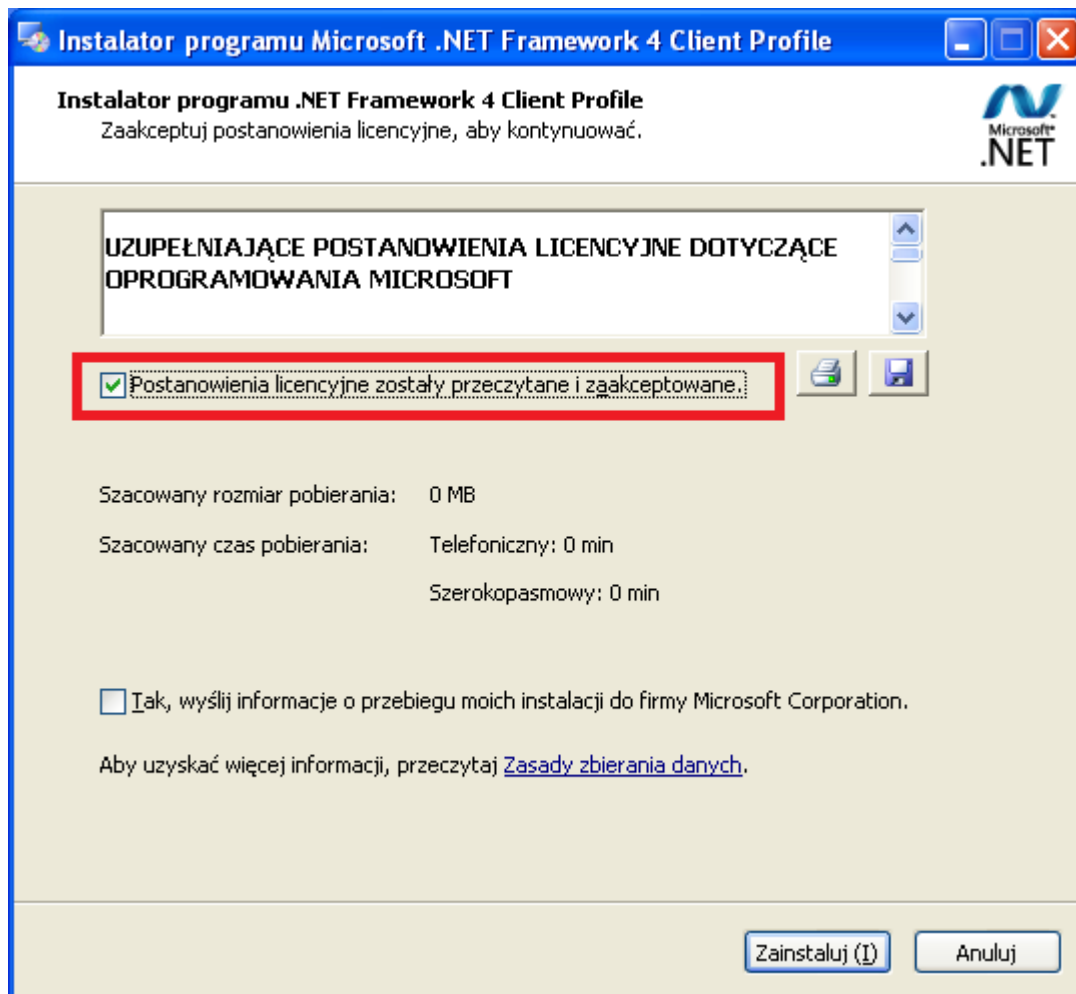 Instalator programu Microsoft .NET Framework 4 Client Profile
Instalator programu .NET Framework 4 Client Profile
Zaakceptuj postanowienia licencyjne, aby kontynuować.
Microsoft®
.NET
UZUPEŁNIAJĄCE POSTANOWIENIA LICENCYJNE DOTYCZĄCE
OPROGRAMOWANIA MICROSOFT
Postanowienia licencyjne zostały przeczytane i zaakceptowane.
Szacowany rozmiar pobierania: 0 MB
Szacowany czas pobierania: Telefoniczny: 0 min
Szerokopasmowy: 0 min
Tak, wyślij informacje o przebiegu moich instalacji do firmy Microsoft Corporation.
Aby uzyskać więcej informacji, przeczytaj Zasady zbierania danych.
Zainstaluj (I) Anuluj